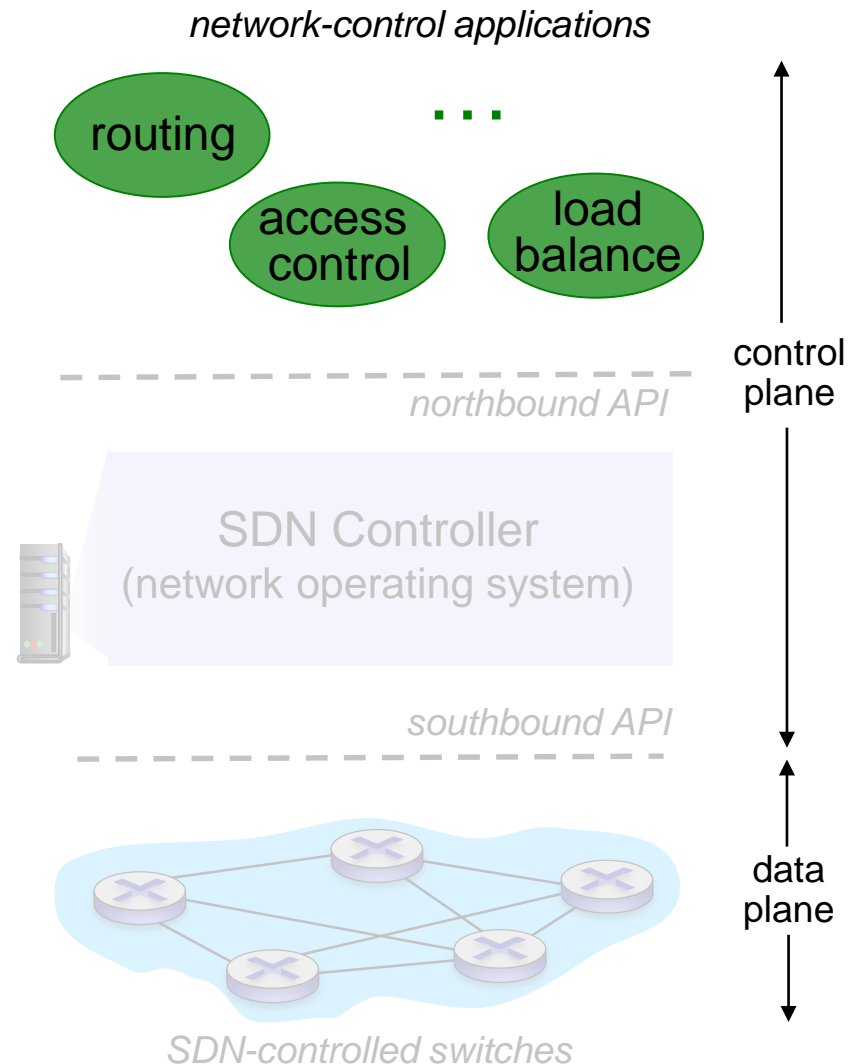 network-control applications
routing
...
access
control
load
balance
control
plane
northbound API
SDN Controller
(network operating system)
southbound API
data
plane
SDN-controlled switches